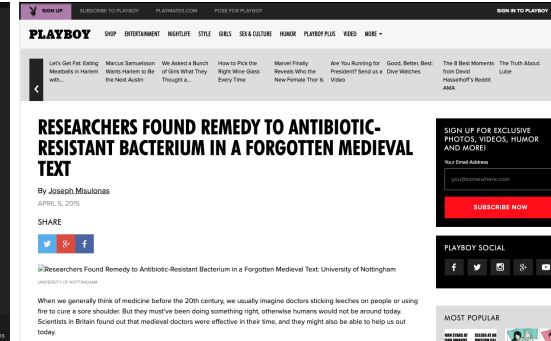 SIGN UP SUBSCRIBE TO PLAYBOY PLAYMATES.COM POSE FOR PLAYBOY SIGN IN TO PLAYBOY
PLAYBOY SHOP ENTERTAINMENT NIGHTLIFE STYLE GIRLS SEX & CULTURE HUMOR PLAYBOY PLUS VIDEO MORE
Let's Get Fat: Eating
Meatballs in Harlem
with...
Marcus Samuelsson
Wants Harlem to Be
the Next Austin
We Asked a Bunch
of Girls What They
Thought a...
How to Pick the
Right Wine Glass
Every Time
Marvel Finally
Reveals Who the
New Female Thor Is
Are You Running for
President? Send us a
Video
Good, Better, Best:
Dive Watches
The 8 Best Moments
from David
Hasselhoff's Reddit
AMA
The Truth About
Lube
RESEARCHERS FOUND REMEDY TO ANTIBIOTIC-
RESISTANT BACTERIUM IN A FORGOTTEN MEDIEVAL
TEXT
By Joseph Misulonas
APRIL 5, 2015
SHARE
Researchers Found Remedy to Antibiotic-Resistant Bacterium in a Forgotten Medieval Text: University of Nottingham
UNIVERSITY OF NOTTINGHAM
When we generally think of medicine before the 20th century, we usually imagine doctors sticking leeches on people or using
fire to cure a sore shoulder. But they must've been doing something right, otherwise humans would not be around today.
Scientists in Britain found out that medieval doctors were effective in their time, and they might also be able to help us out
today.
SIGN UP FOR EXCLUSIVE
PHOTOS, VIDEOS, HUMOR
AND MORE!
Your Email Address
you@somewhere.com
SUBSCRIBE NOW
PLAYBOY SOCIAL
MOST POPULAR